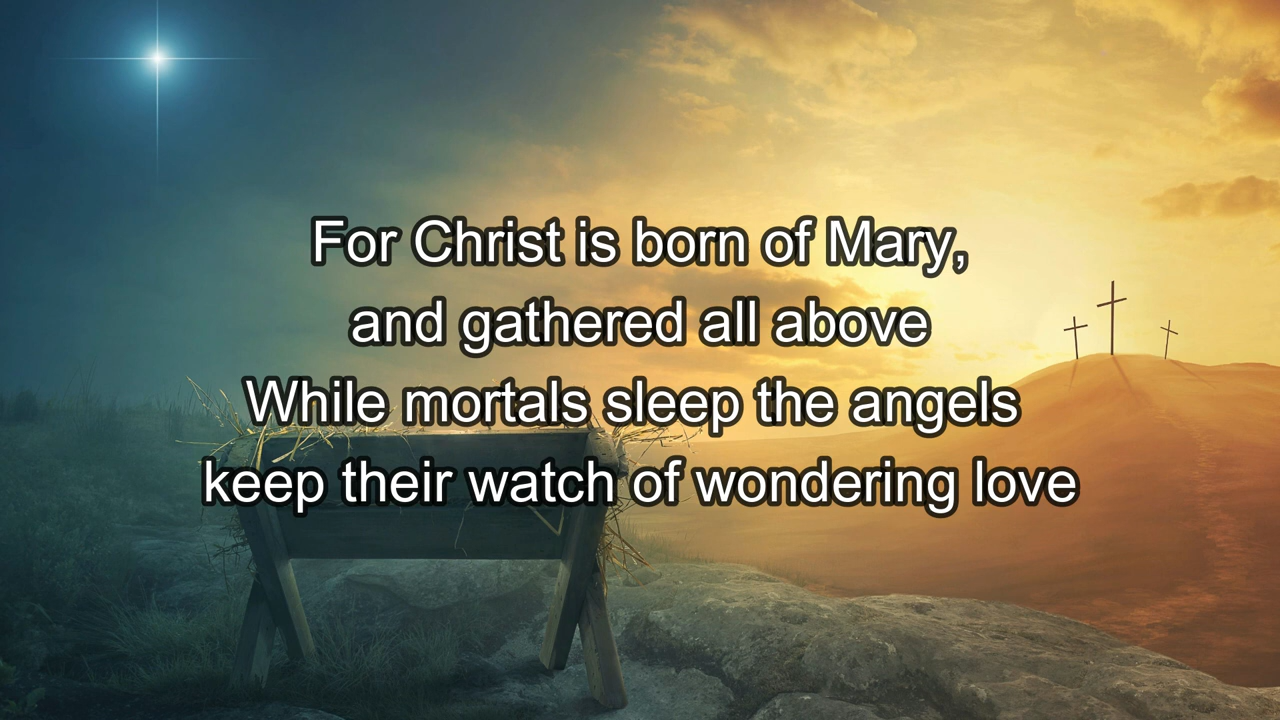 For Christ is born of Mary,
and gathered all above
While mortals sleep the angels
keep their watch of wondering love